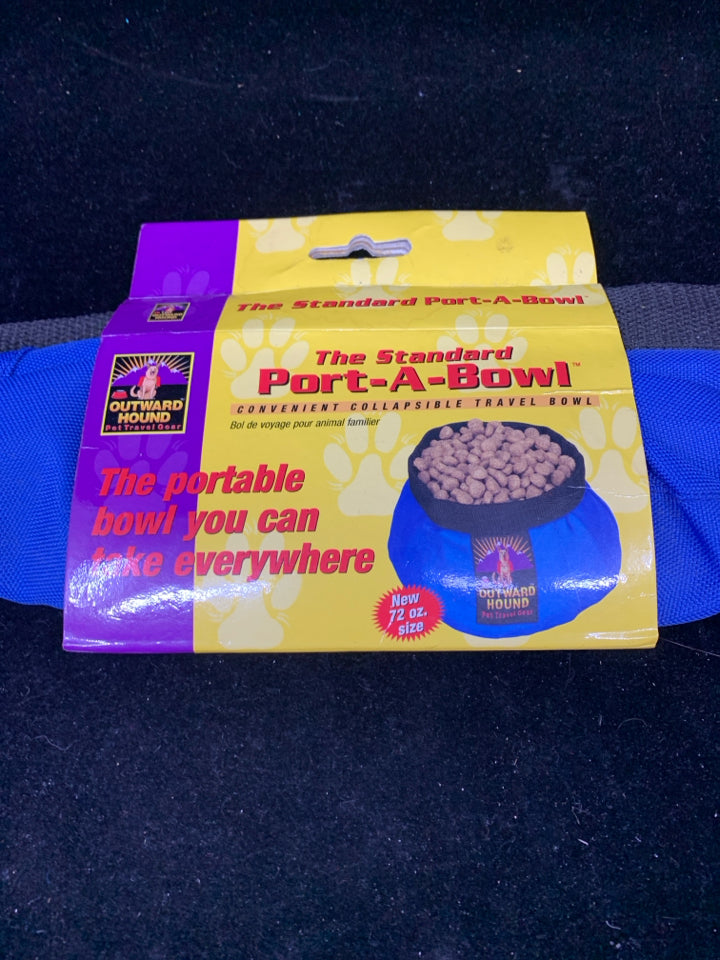 The Standard Port-A-Bowl
The Standard
Port-A-Bowl™
CONVENIENT COLLAPSIBLE TRAVEL BOWL
Bol de voyage pour animal familier
OUTWARD
HOUND
Pet Travel Gear
The portable
bowl you can
take everywhere
New
72 oz.
size
OUTWARD
HOUND
Pet Travel Gear